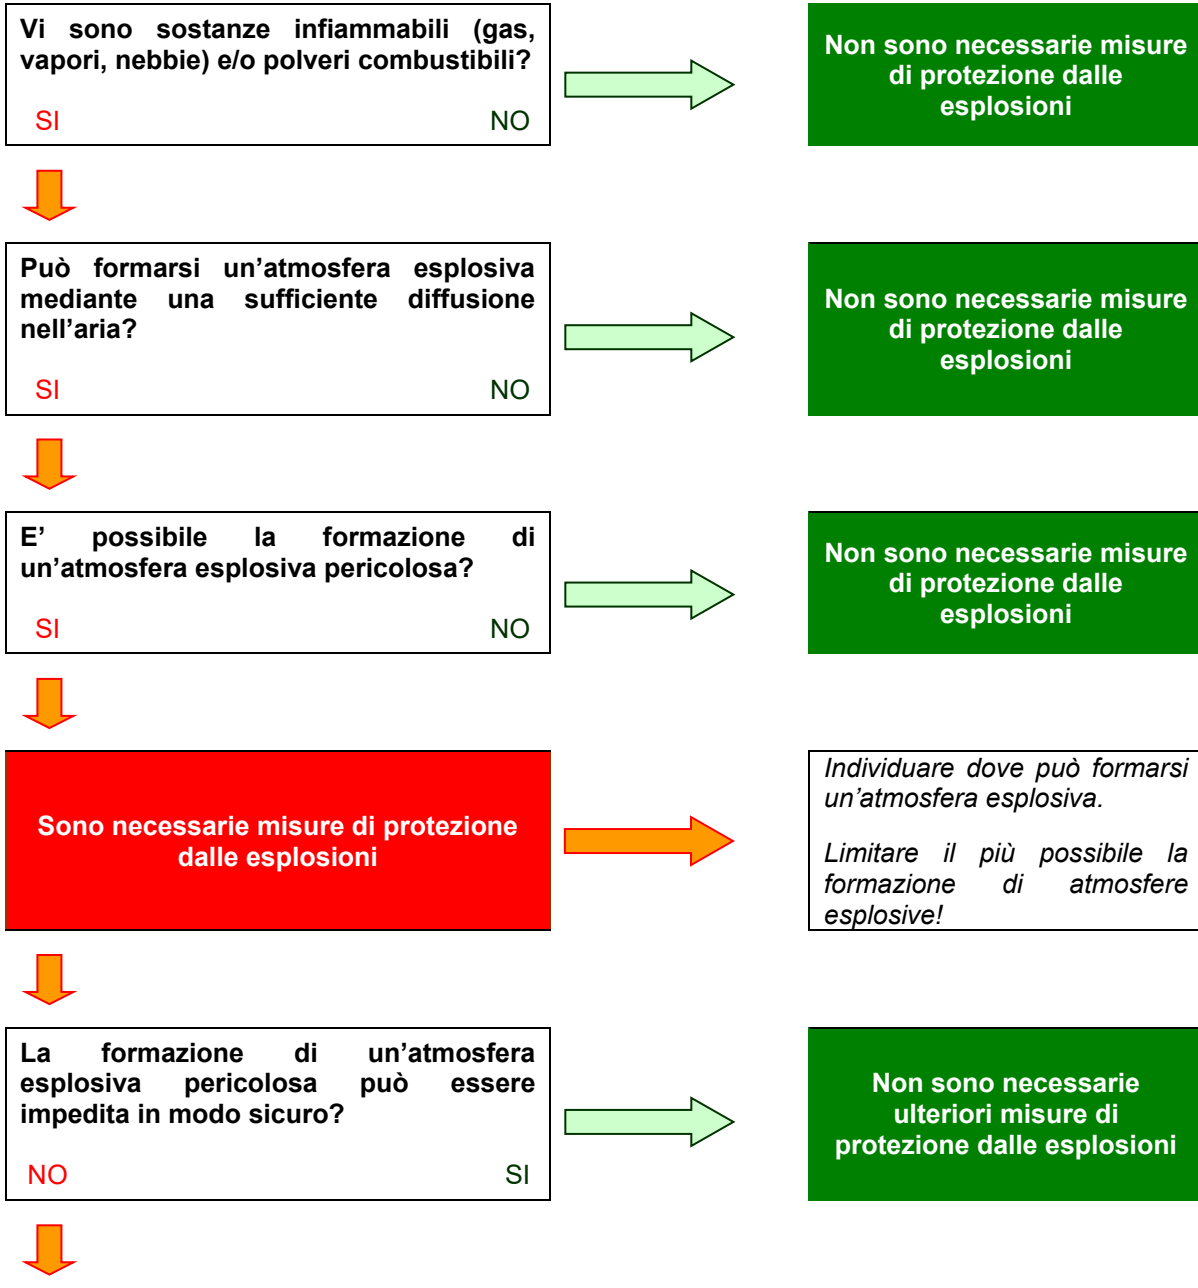 Vi sono sostanze infiammabili (gas,
vapori, nebbie) e/o polveri combustibili?
SI NO
Non sono necessarie misure
di protezione dalle
esplosioni
Può formarsi un’atmosfera esplosiva
mediante una sufficiente diffusione
nell’aria?
SI NO
Non sono necessarie misure
di protezione dalle
esplosioni
E’ possibile la formazione di
un’atmosfera esplosiva pericolosa?
SI NO
Non sono necessarie misure
di protezione dalle
esplosioni
Sono necessarie misure di protezione
dalle esplosioni
Individuare dove può formarsi
un’atmosfera esplosiva.
Limitare il più possibile la
formazione di atmosfere
esplosive!
La formazione di un’atmosfera
esplosiva pericolosa può essere
impedita in modo sicuro?
NO SI
Non sono necessarie
ulteriori misure di
protezione dalle esplosioni